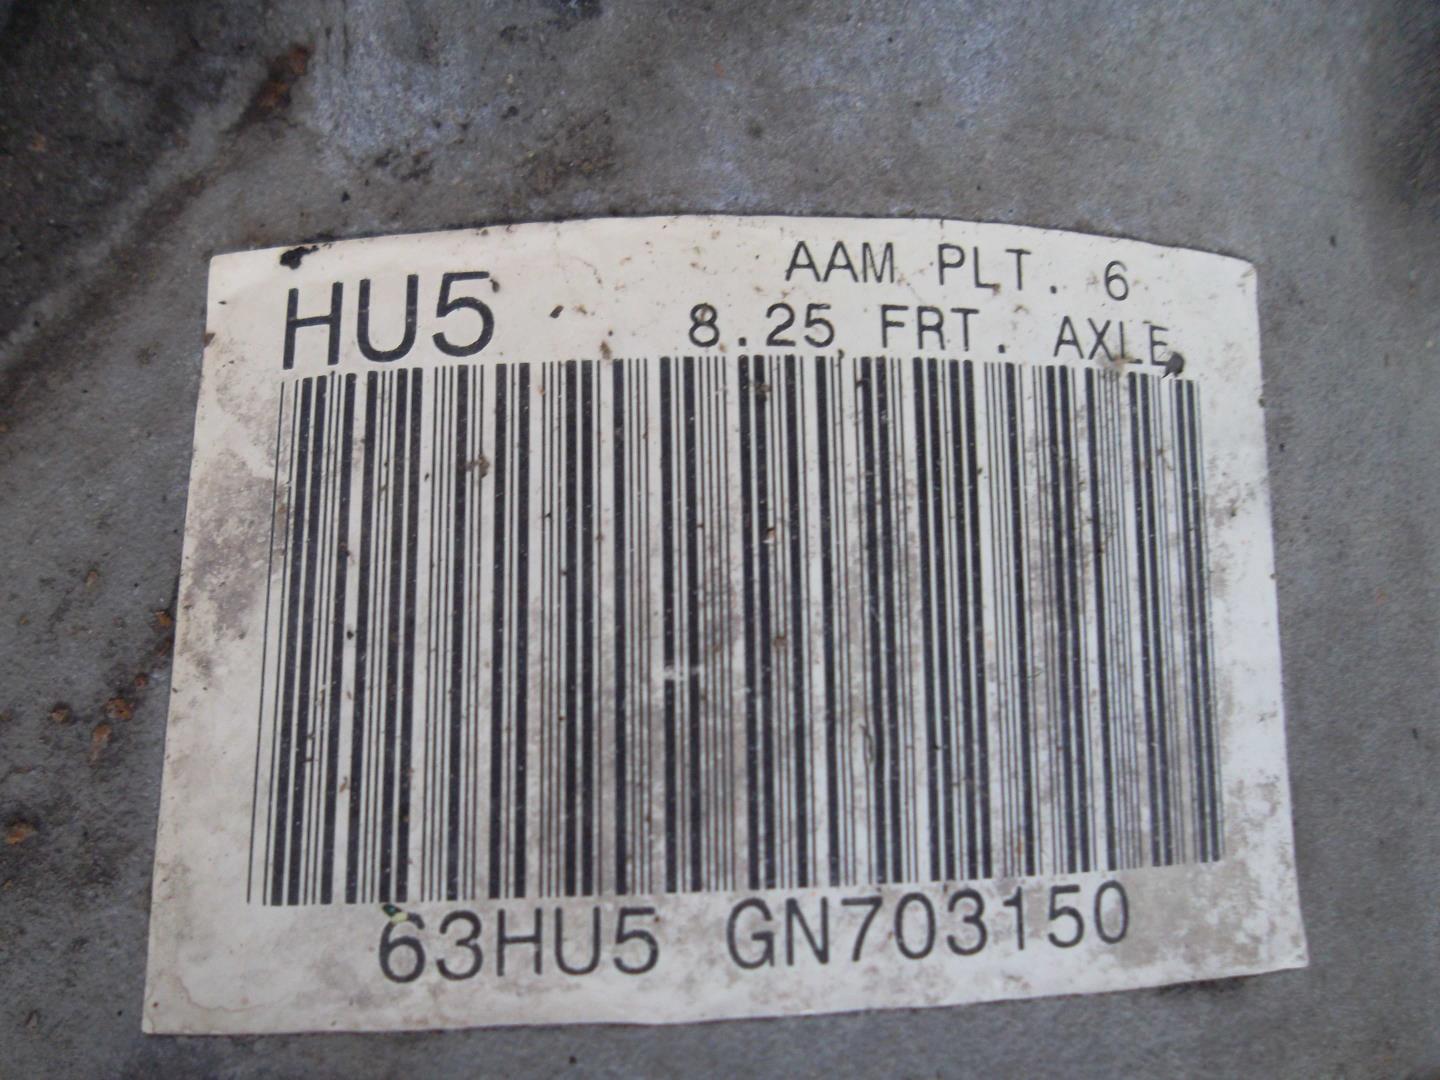 HU5
AAM PLT. 6
8.25 FRT. AXLE
63HU5 GN703150